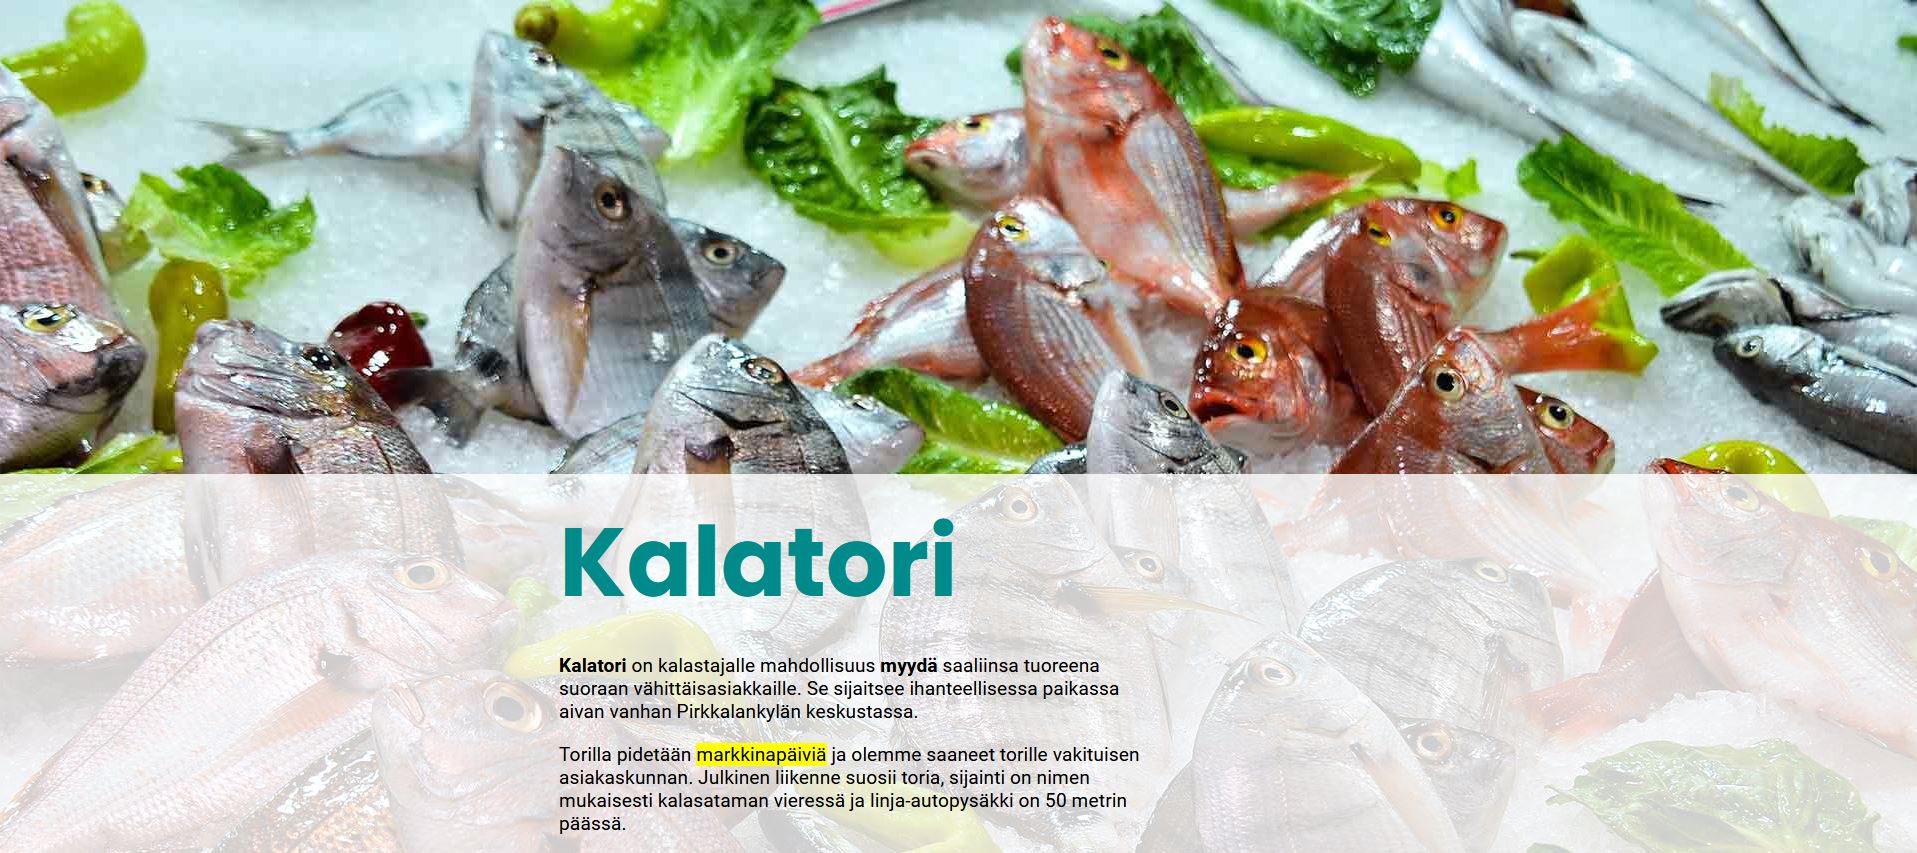 Kalatori
Kalatori on kalastajalle mahdollisuus myydä saaliinsa tuoreena
suoraan vähittäisasiakkaille. Se sijaitsee ihanteellisessa paikassa
aivan vanhan Pirkkalankylän keskustassa.
Torilla pidetään markkinapäiviä ja olemme saaneet torille vakituisen
asiakaskunnan. Julkinen liikenne suosii toria, sijainti on nimen
mukaisesti kalasataman vieressä ja linja-autopysäkki on 50 metrin
päässä.